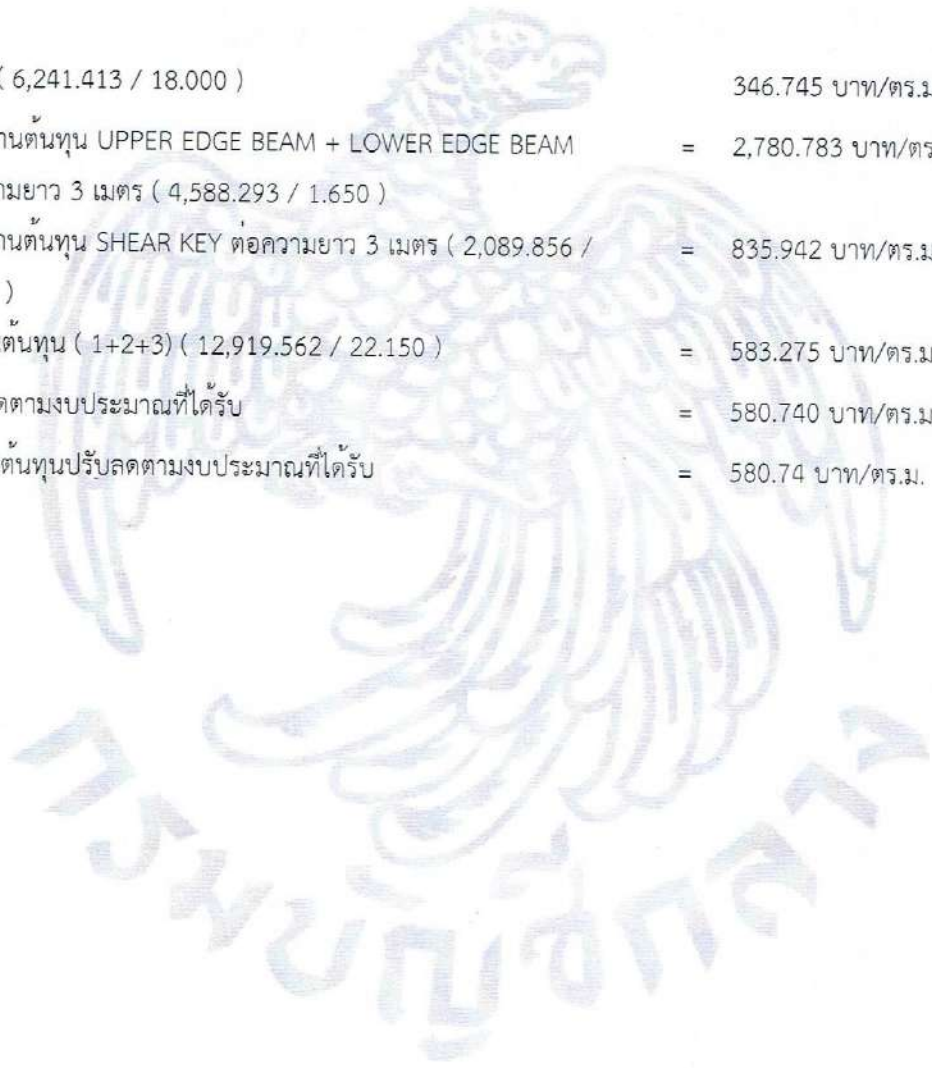 ( 6,241.413 / 18.000 ) 346.745 บาท/ตร.ม
านต้นทุน UPPER EDGE BEAM + LOWER EDGE BEAM = 2,780.783 บาท/ตร
ามยาว 3 เมตร ( 4,588.293 / 1.650 )
านต้นทุน SHEAR KEY ต่อความยาว 3 เมตร ( 2,089.856 / = 835.942 บาท/ตร.ม
)
ต้นทุน ( 1+2+3) ( 12,919.562 / 22.150 ) = 583.275 บาท/ตร.ม
ดตามงบประมาณที่ได้รับ = 580.740 บาท/ตร.ม
ต้นทุนปรับลดตามงบประมาณที่ได้รับ = 580.74 บาท/ตร.ม.
กรมบัญชีกลาง